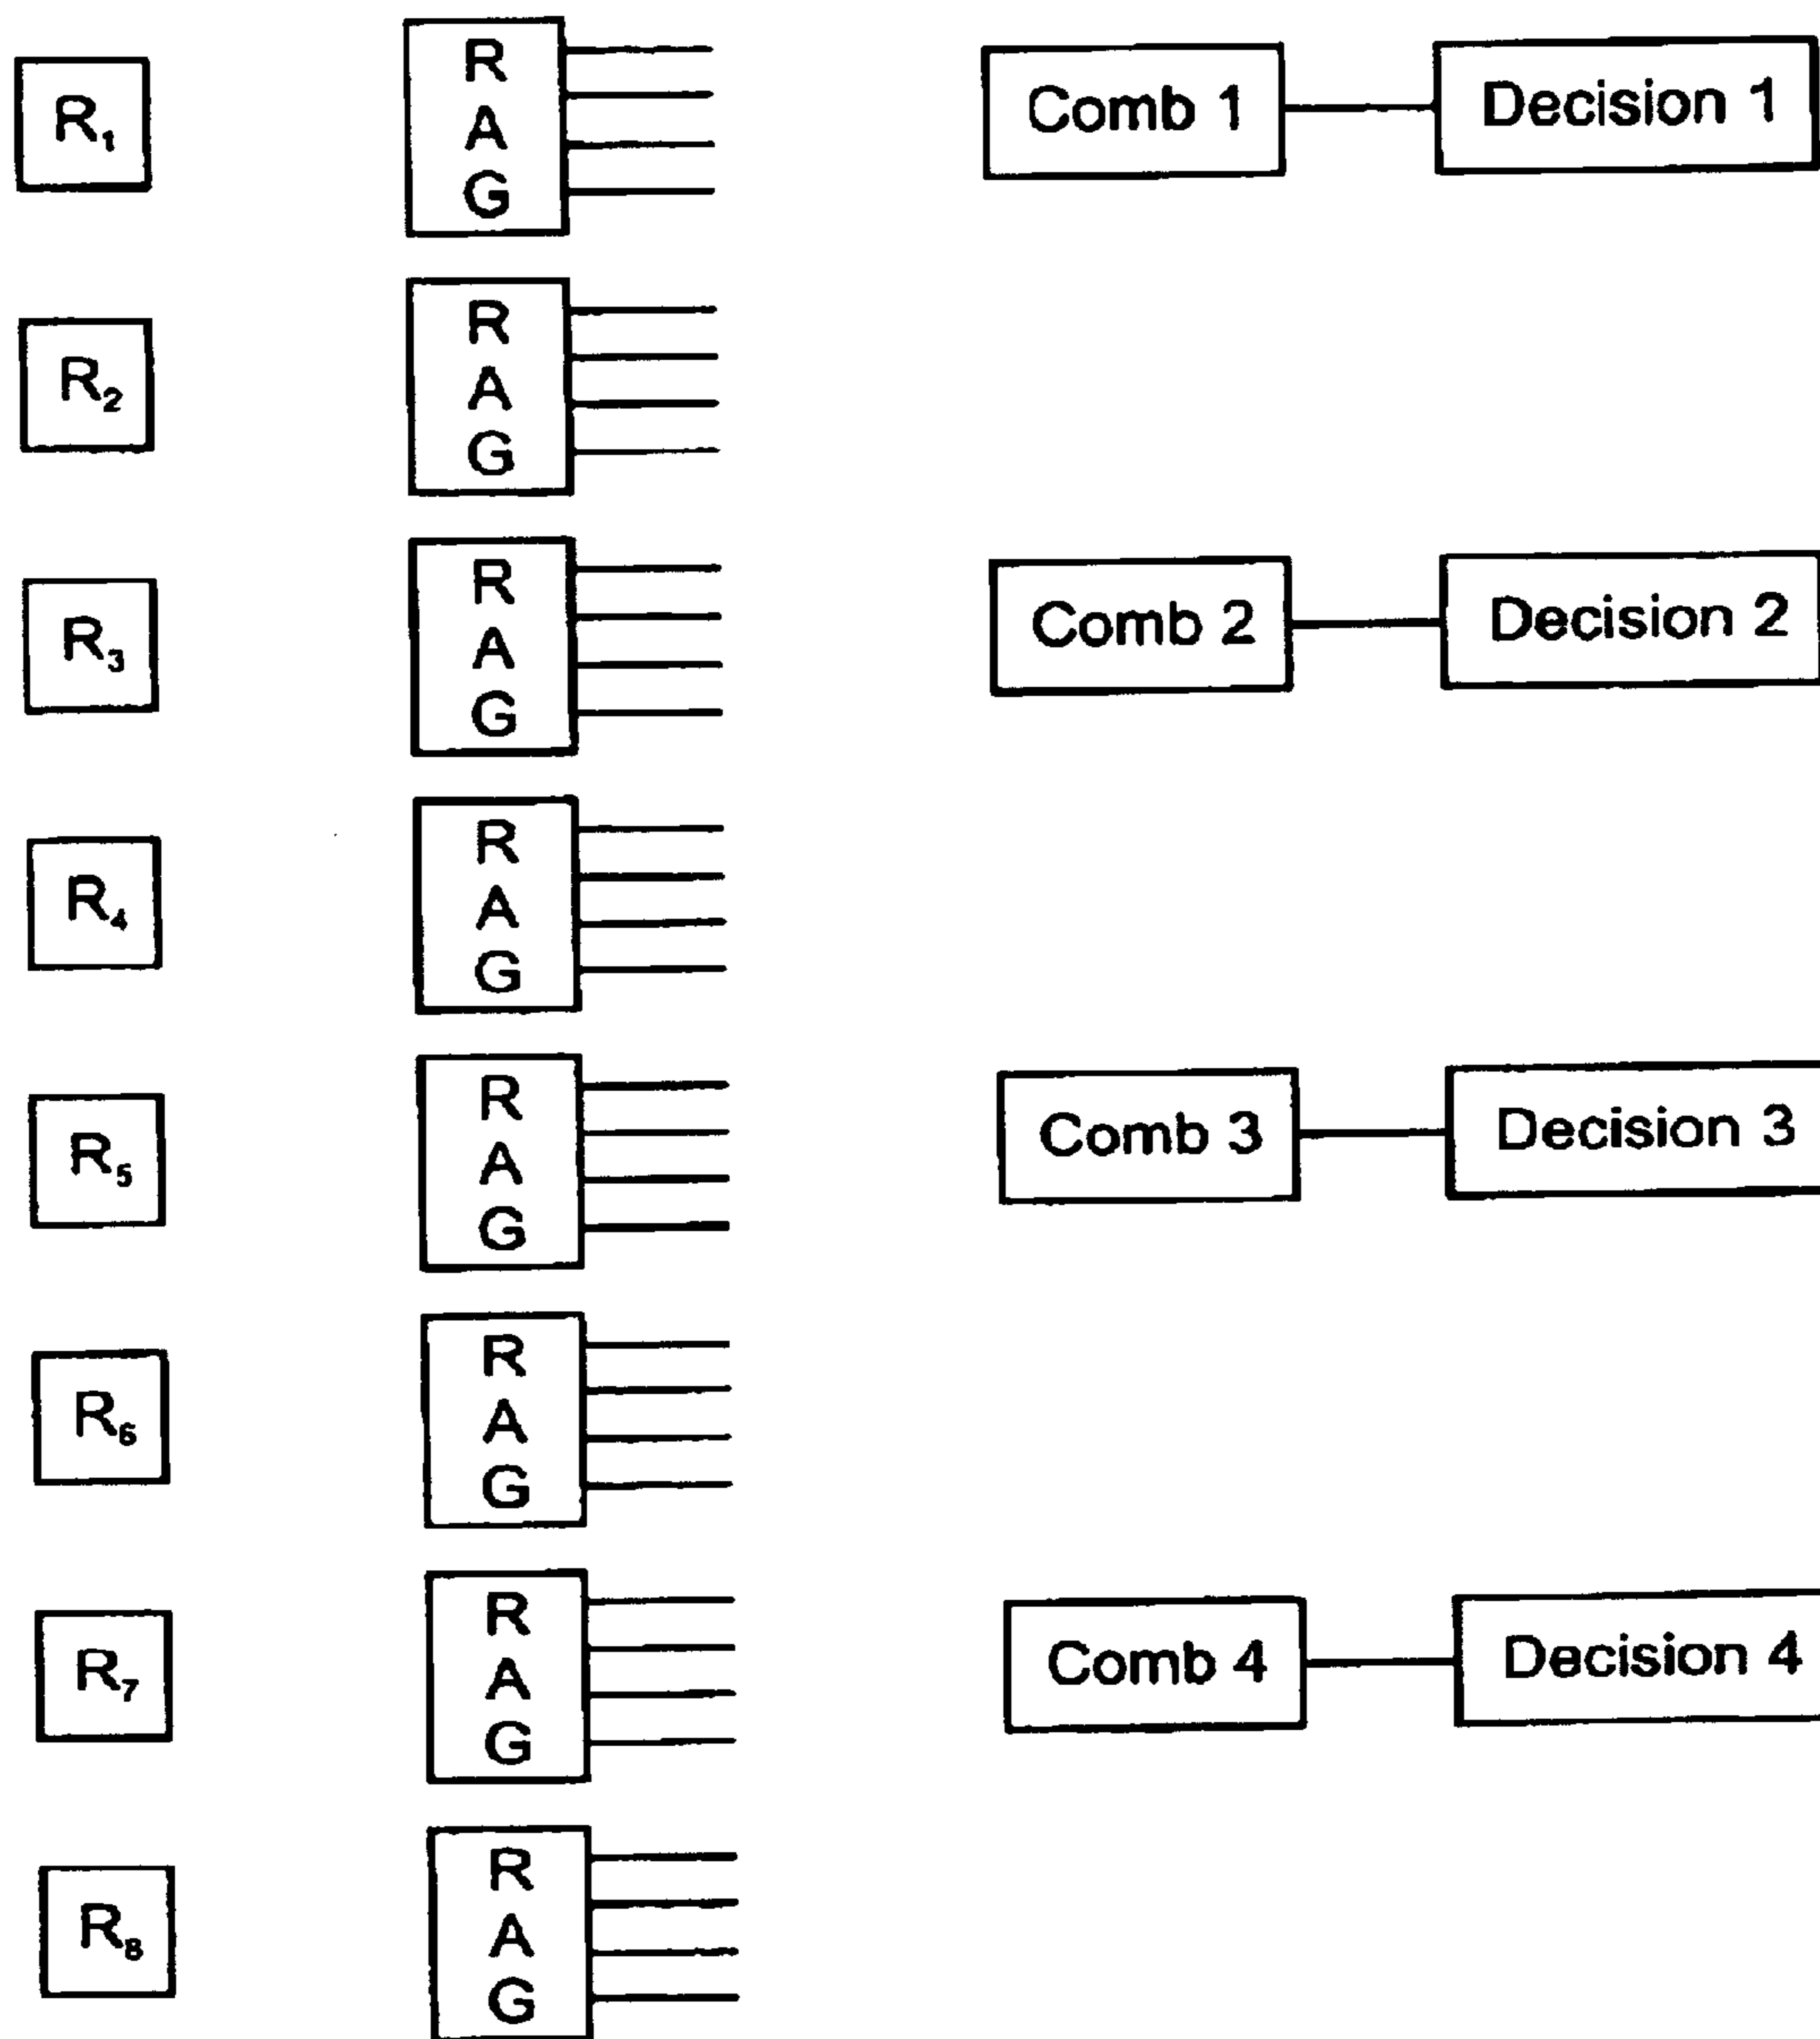 R₁
R
A
G
Comb 1
Decision 1
R₂
R
A
G
R₃
R
A
G
Comb 2
Decision 2
R₄
R
A
G
R₅
R
A
G
Comb 3
Decision 3
R₆
R
A
G
R₇
R
A
G
Comb 4
Decision 4
R₈
R
A
G